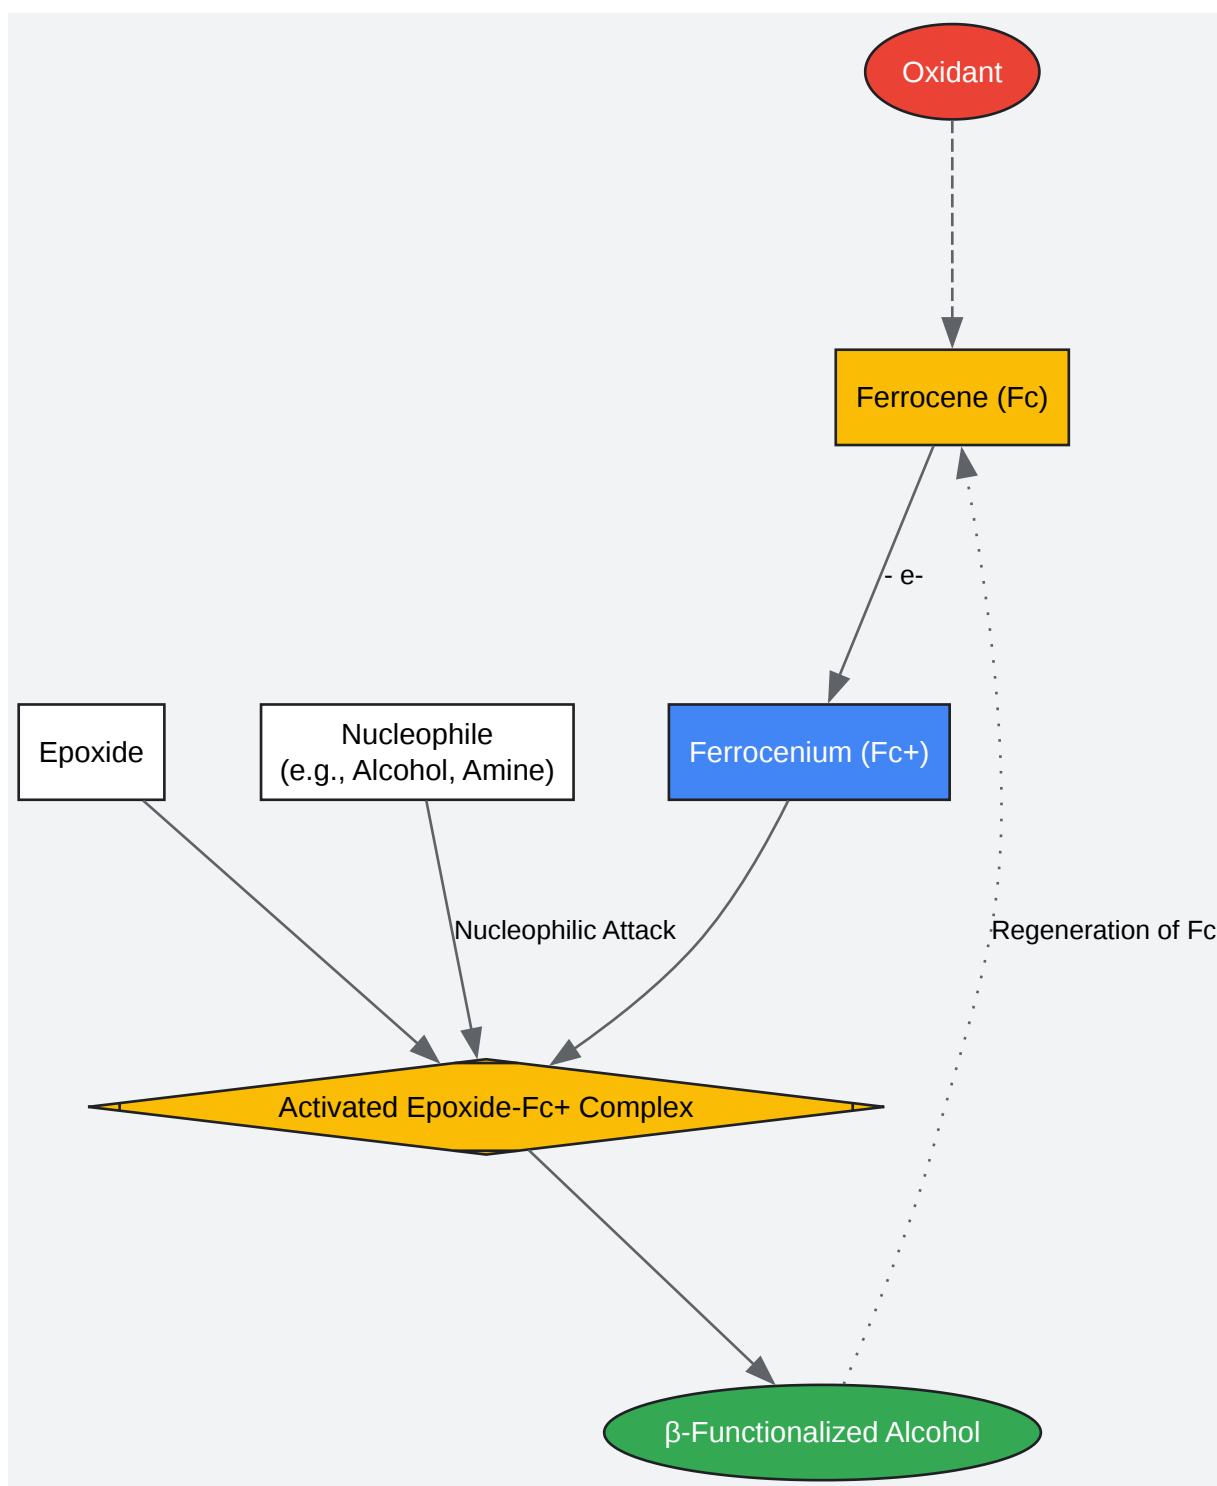 Oxidant
Ferrocene (Fc)
- e-
Epoxide
Nucleophile
(e.g., Alcohol, Amine)
Ferrocenium (Fc+)
Nucleophilic Attack
Regeneration of Fc
Activated Epoxide-Fc+ Complex
β-Functionalized Alcohol